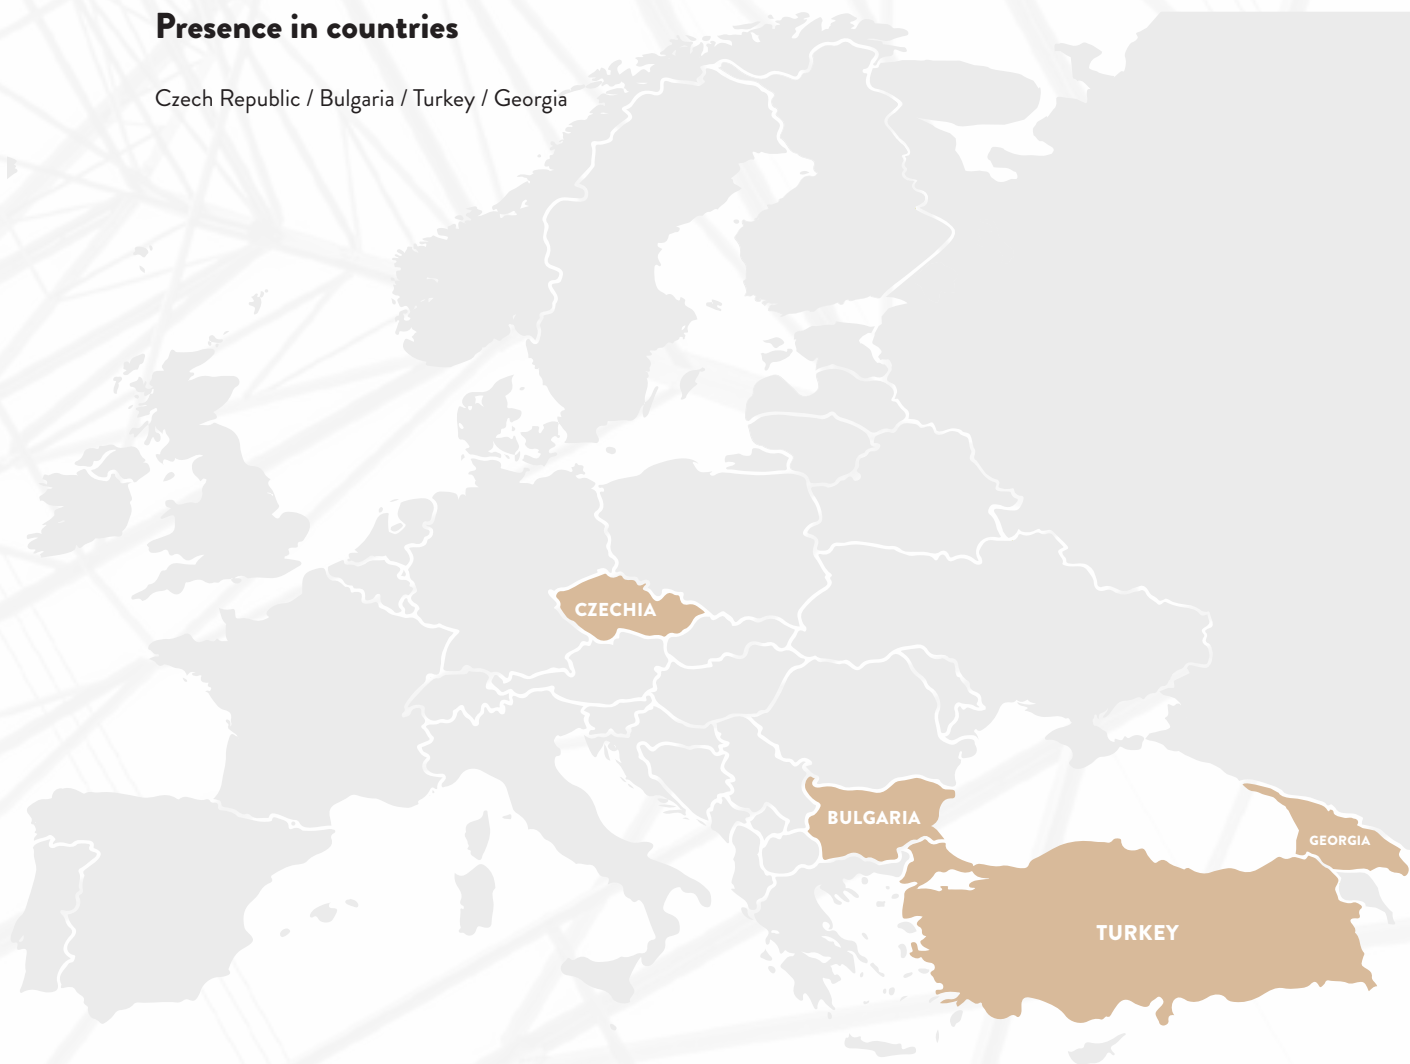 Presence in countries
Czech Republic / Bulgaria / Turkey / Georgia
CZECHIA
BULGARIA
GEORGIA
TURKEY